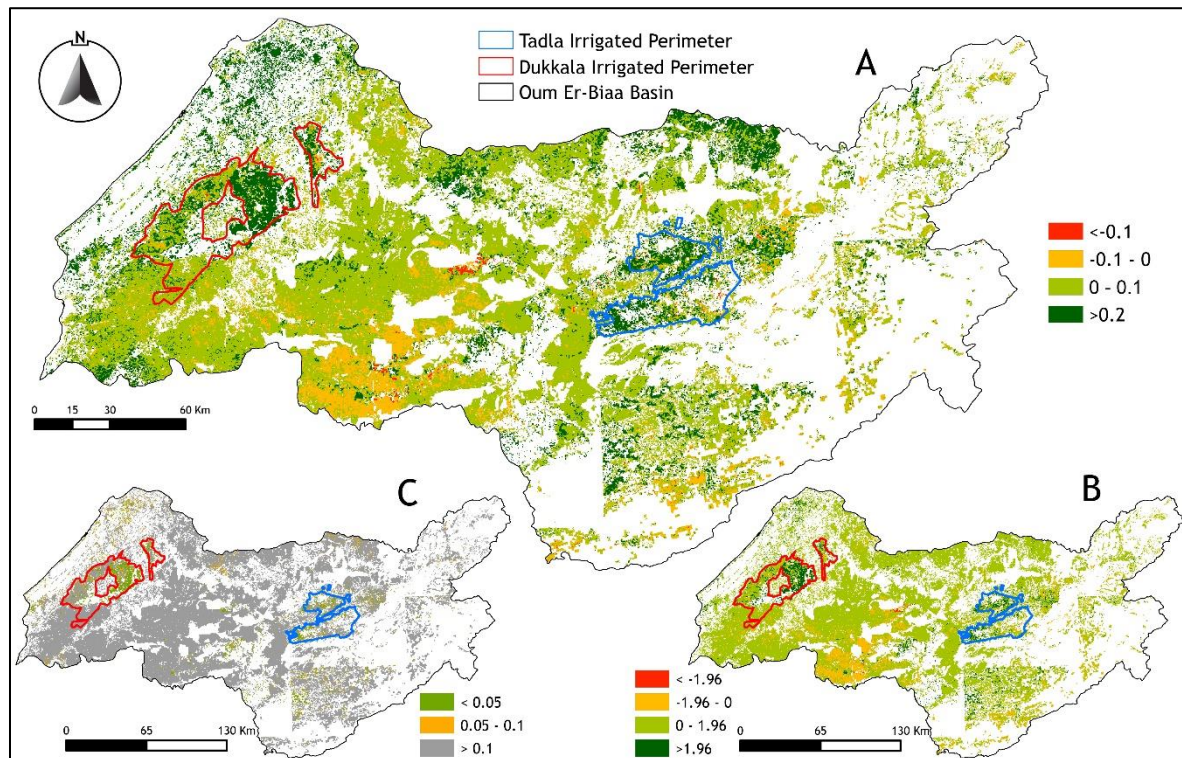 N
Tadla Irrigated Perimeter
Dukkala Irrigated Perimeter
Oum Er-Biaa Basin
A
<-0.1
-0.1 - 0
0 - 0.1
>0.2
0 15 30 60 Km
C
B
< 0.05
0.05 - 0.1
> 0.1
0 65 130 Km
< -1.96
-1.96 - 0
0 - 1.96
>1.96
0 65 130 Km